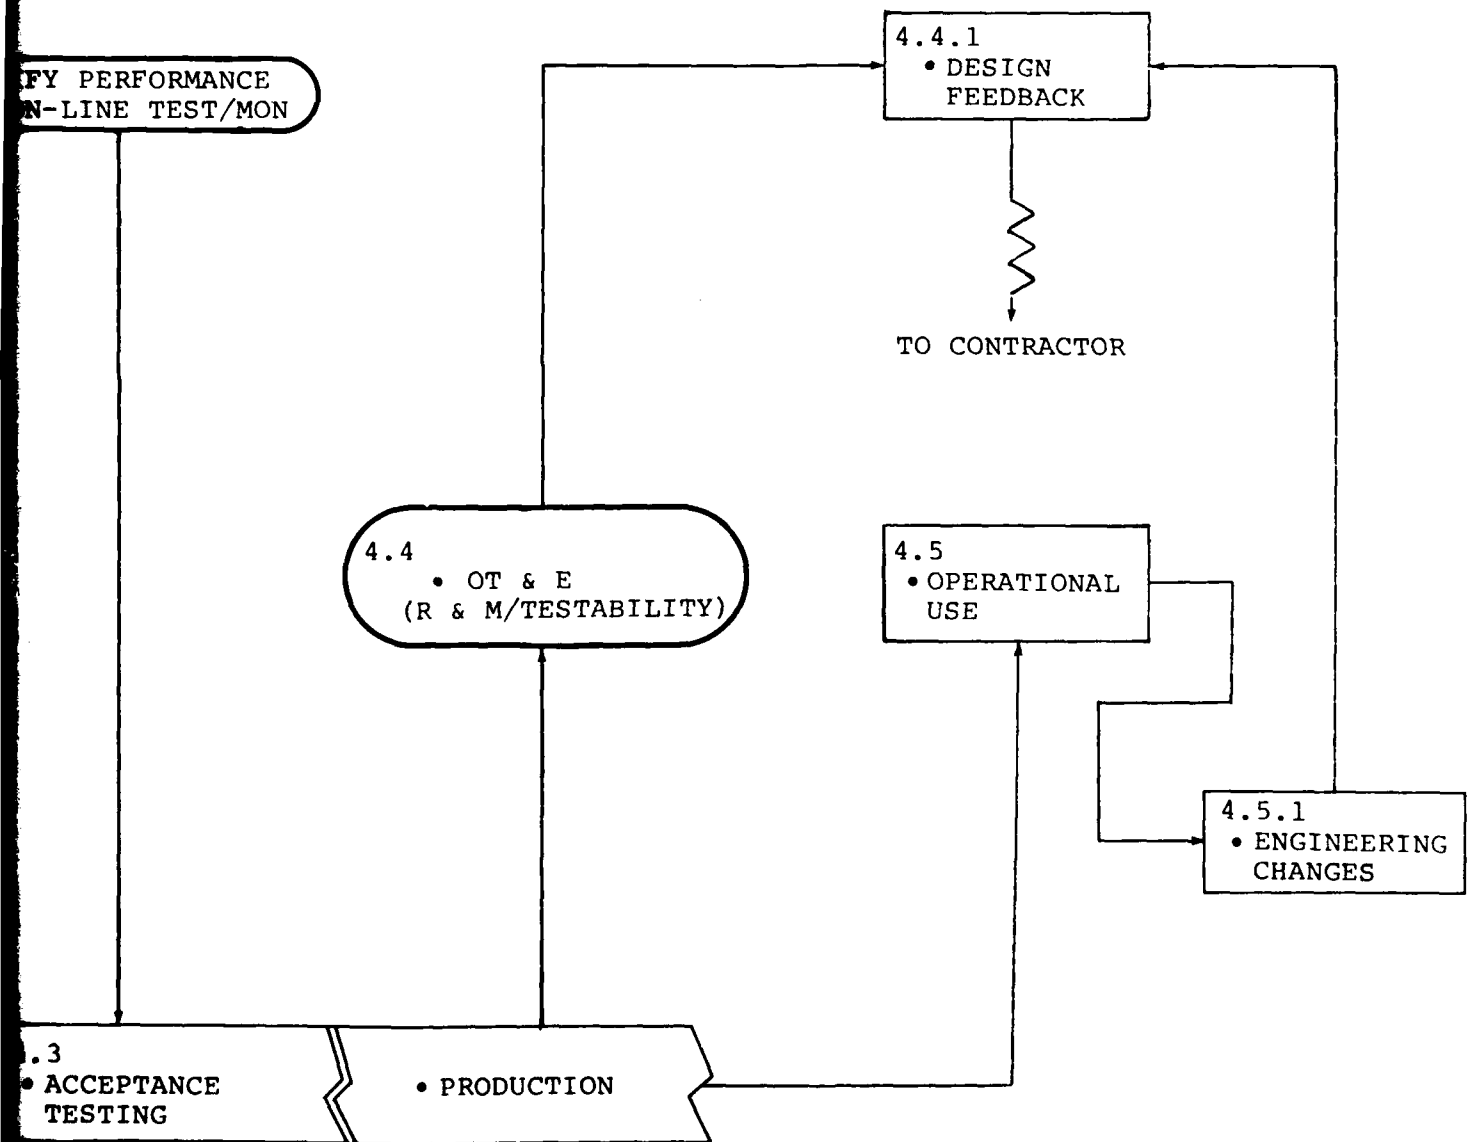 FY PERFORMANCE
N-LINE TEST/MON
4.4.1
• DESIGN
FEEDBACK
TO CONTRACTOR
4.4
• OT & E
(R & M/TESTABILITY)
4.5
• OPERATIONAL
USE
4.5.1
• ENGINEERING
CHANGES
.3
• ACCEPTANCE
TESTING
• PRODUCTION